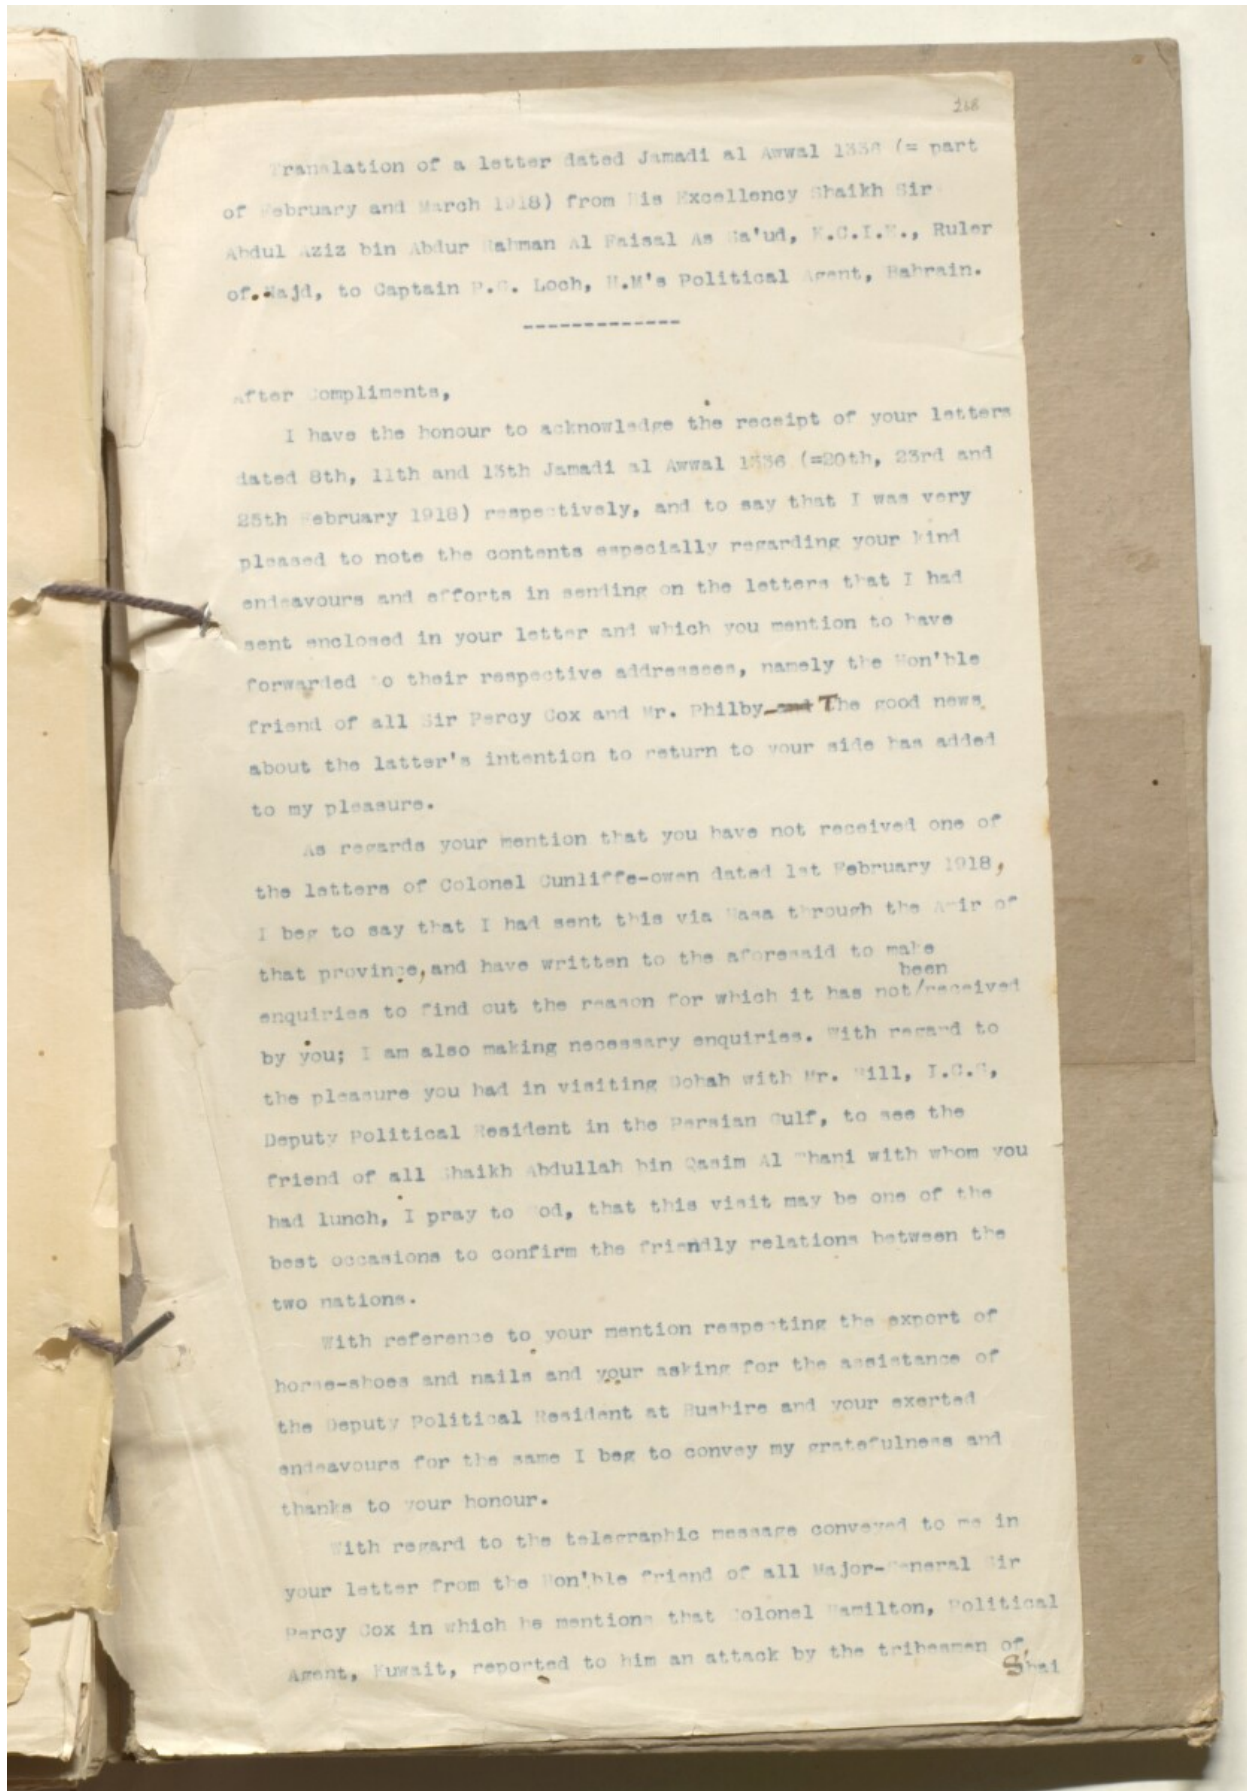 268
Translation of a letter dated Jamadi al Awwal 1336 (= part
of February and March 1918) from His Excellency Shaikh Sir
Abdul Aziz bin Abdur Rahman Al Faisal As Sa'ud, K.C.I.E., Ruler
of Najd, to Captain P.G. Loch, H.M's Political Agent, Bahrain.
-------------
After Compliments,
I have the honour to acknowledge the receipt of your letters
dated 8th, 11th and 13th Jamadi al Awwal 1336 (=20th, 23rd and
25th February 1918) respectively, and to say that I was very
pleased to note the contents especially regarding your kind
endeavours and efforts in sending on the letters that I had
sent enclosed in your letter and which you mention to have
forwarded to their respective addressees, namely the Hon'ble
friend of all Sir Percy Cox and Mr. Philby and The good news
about the latter's intention to return to your side has added
to my pleasure.
As regards your mention that you have not received one of
the letters of Colonel Cunliffe-owen dated 1st February 1918,
I beg to say that I had sent this via Hasa through the Amir of
that province, and have written to the aforesaid to make
been
enquiries to find out the reason for which it has not/received
by you; I am also making necessary enquiries. With regard to
the pleasure you had in visiting Dohah with Mr. Hill, I.C.S,
Deputy Political Resident in the Persian Gulf, to see the
friend of all Shaikh Abdullah bin Qasim Al Thani with whom you
had lunch, I pray to God, that this visit may be one of the
best occasions to confirm the friendly relations between the
two nations.
With reference to your mention respecting the export of
horse-shoes and nails and your asking for the assistance of
the Deputy Political Resident at Bushire and your exerted
endeavours for the same I beg to convey my gratefulness and
thanks to your honour.
With regard to the telegraphic message conveyed to me in
your letter from the Hon'ble friend of all Major-General Sir
Percy Cox in which he mentions that Colonel Hamilton, Political
Agent, Kuwait, reported to him an attack by the tribesmen of
Shai